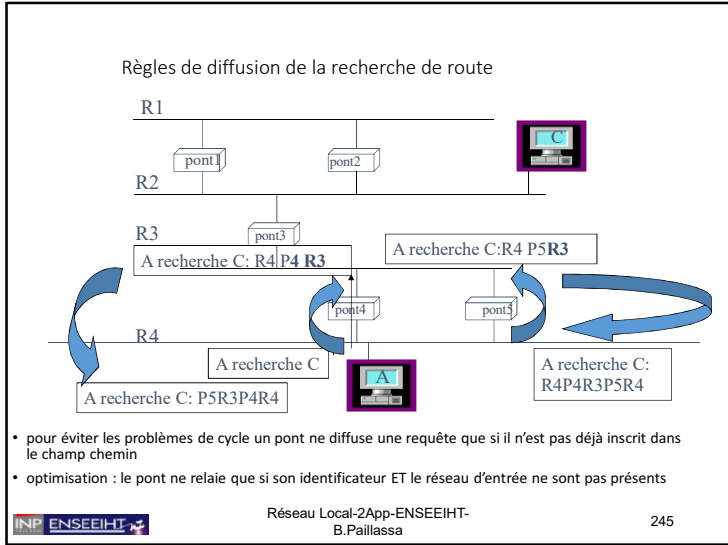 Règles de diffusion de la recherche de route
R1
C
pont1
pont2
R2
R3
pont3
A recherche C: R4 P4 R3
A recherche C:R4 P5R3
pont4
pont5
R4
A recherche C
A
A recherche C:
R4P4R3P5R4
A recherche C: P5R3P4R4
• pour éviter les problèmes de cycle un pont ne diffuse une requête que si il n'est pas déjà inscrit dans
le champ chemin
• optimisation : le pont ne relaie que si son identificateur ET le réseau d'entrée ne sont pas présents
INP ENSEEIHT
Réseau Local-2App-ENSEEIHT-
B.Paillassa
245